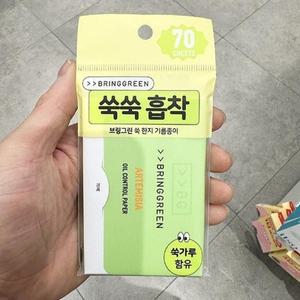 70
SHEETS
>>BRINGGREEN
쑥쑥 흡착
브링그린 쑥 한지 기름종이
ARTEMISIA
OIL CONTROL PAPER
>>BRINGGREEN
>>BG
쑥가루
함유